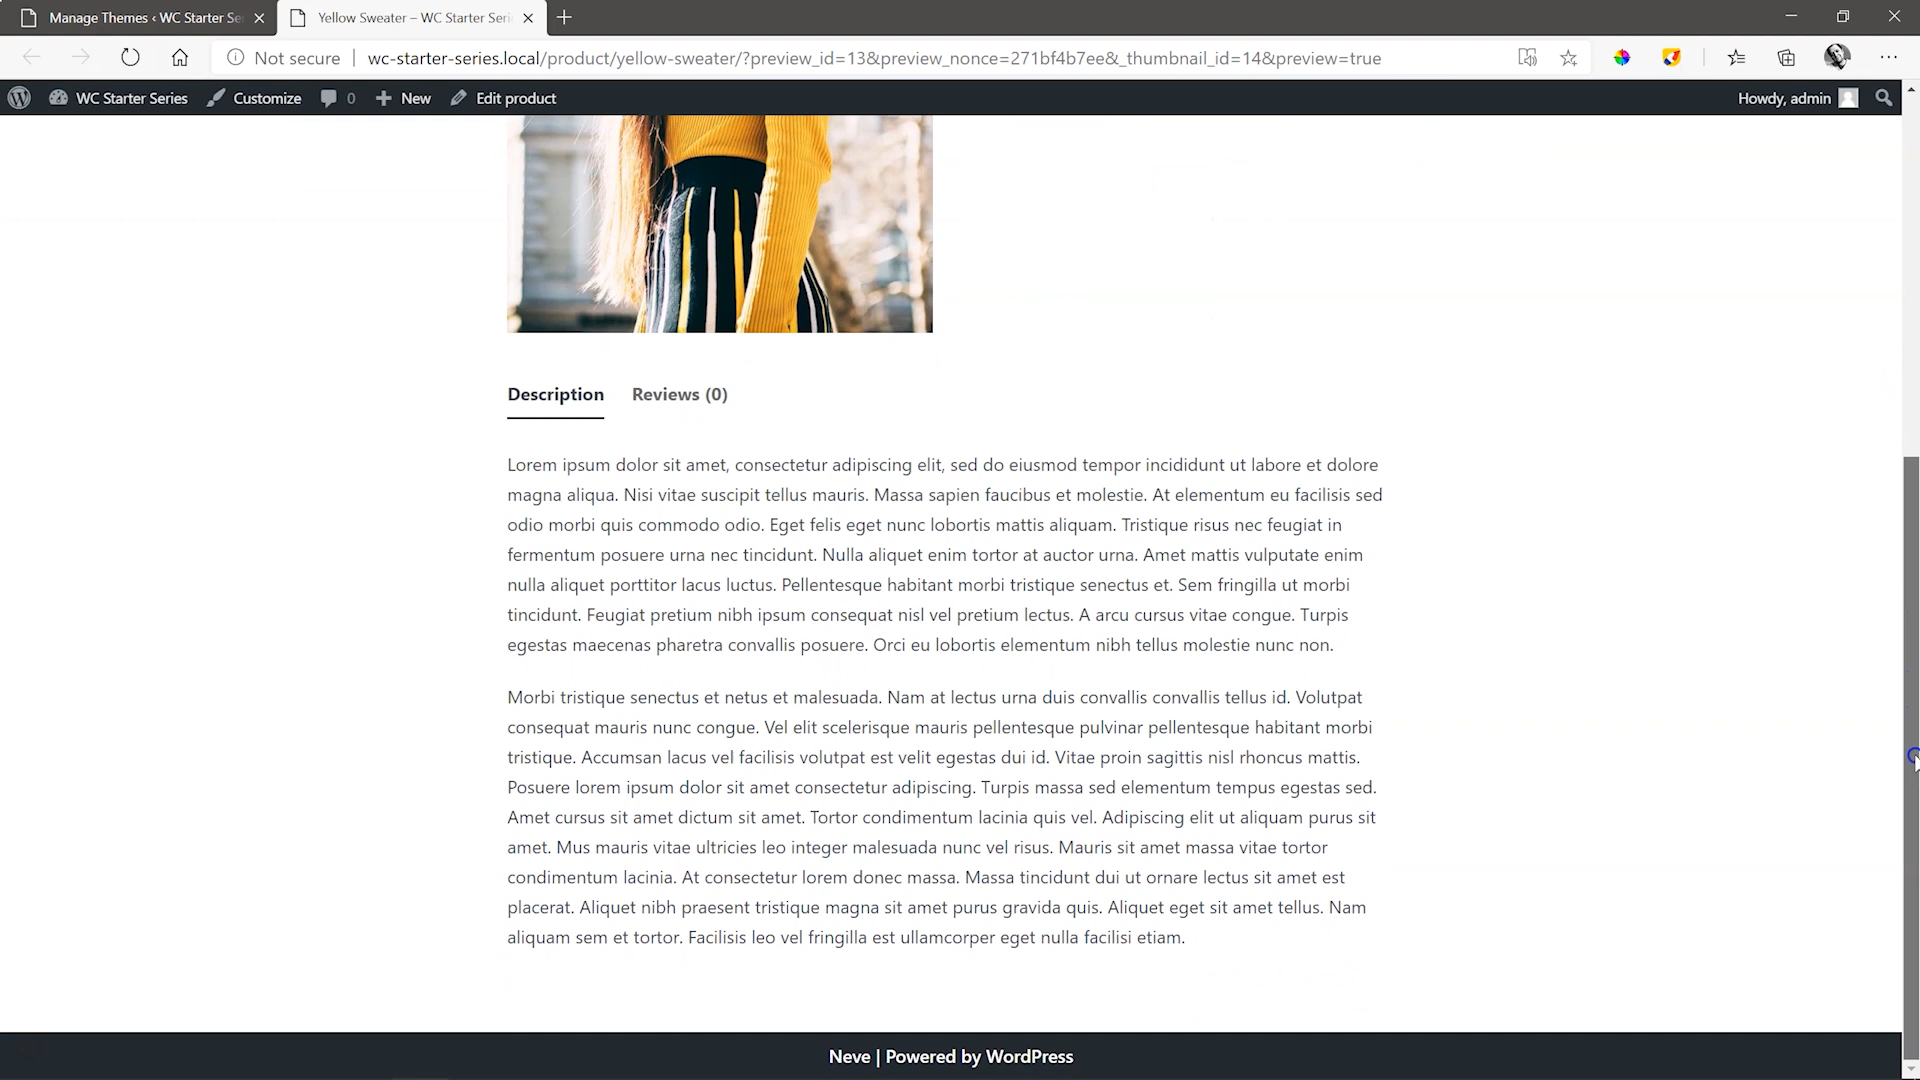 Manage Themes ‹ WC Starter Se
Yellow Sweater – WC Starter Seri
Not secure
wc-starter-series.local/product/yellow-sweater/?preview_id=13&preview_nonce=271bf4b7ee&_thumbnail_id=14&preview=true
WC Starter Series
Customize
0
New
Edit product
Howdy, admin
Description
Reviews (0)
Lorem ipsum dolor sit amet, consectetur adipiscing elit, sed do eiusmod tempor incididunt ut labore et dolore
magna aliqua. Nisi vitae suscipit tellus mauris. Massa sapien faucibus et molestie. At elementum eu facilisis sed
odio morbi quis commodo odio. Eget felis eget nunc lobortis mattis aliquam. Tristique risus nec feugiat in
fermentum posuere urna nec tincidunt. Nulla aliquet enim tortor at auctor urna. Amet mattis vulputate enim
nulla aliquet porttitor lacus luctus. Pellentesque habitant morbi tristique senectus et. Sem fringilla ut morbi
tincidunt. Feugiat pretium nibh ipsum consequat nisl vel pretium lectus. A arcu cursus vitae congue. Turpis
egestas maecenas pharetra convallis posuere. Orci eu lobortis elementum nibh tellus molestie nunc non.
Morbi tristique senectus et netus et malesuada. Nam at lectus urna duis convallis convallis tellus id. Volutpat
consequat mauris nunc congue. Vel elit scelerisque mauris pellentesque pulvinar pellentesque habitant morbi
tristique. Accumsan lacus vel facilisis volutpat est velit egestas dui id. Vitae proin sagittis nisl rhoncus mattis.
Posuere lorem ipsum dolor sit amet consectetur adipiscing. Turpis massa sed elementum tempus egestas sed.
Amet cursus sit amet dictum sit amet. Tortor condimentum lacinia quis vel. Adipiscing elit ut aliquam purus sit
amet. Mus mauris vitae ultricies leo integer malesuada nunc vel risus. Mauris sit amet massa vitae tortor
condimentum lacinia. At consectetur lorem donec massa. Massa tincidunt dui ut ornare lectus sit amet est
placerat. Aliquet nibh praesent tristique magna sit amet purus gravida quis. Aliquet eget sit amet tellus. Nam
aliquam sem et tortor. Facilisis leo vel fringilla est ullamcorper eget nulla facilisi etiam.
Neve | Powered by WordPress